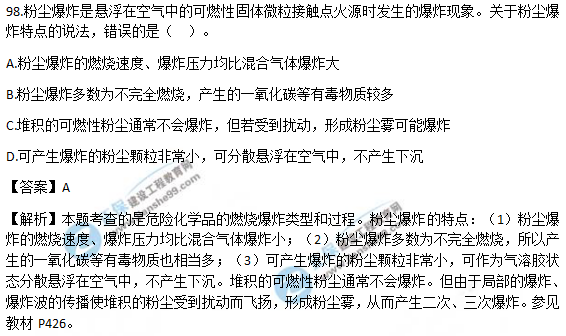 98.粉尘爆炸是悬浮在空气中的可燃性固体微粒接触点火源时发生的爆炸现象。关于粉尘爆
炸特点的说法，错误的是（ ）。
A.粉尘爆炸的燃烧速度、爆炸压力均比混合气体爆炸大
B.粉尘爆炸多数为不完全燃烧，产生的一氧化碳等有毒物质较多
C.堆积的可燃性粉尘通常不会爆炸，但若受到扰动，形成粉尘雾可能爆炸
D.可产生爆炸的粉尘颗粒非常小，可分散悬浮在空气中，不产生下沉
【答案】A
【解析】本题考查的是危险化学品的燃烧爆炸类型和过程。粉尘爆炸的特点：（1）粉尘爆
炸的燃烧速度、爆炸压力均比混合气体爆炸小；（2）粉尘爆炸多数为不完全燃烧，所以产
生的一氧化碳等有毒物质也相当多；（3）可产生爆炸的粉尘颗粒非常小，可作为气溶胶状
态分散悬浮在空气中，不产生下沉。堆积的可燃性粉尘通常不会爆炸。但由于局部的爆炸、
爆炸波的传播使堆积的粉尘受到扰动而飞扬，形成粉尘雾，从而产生二次、三次爆炸。参见
教材 P426。
建设工程教育网